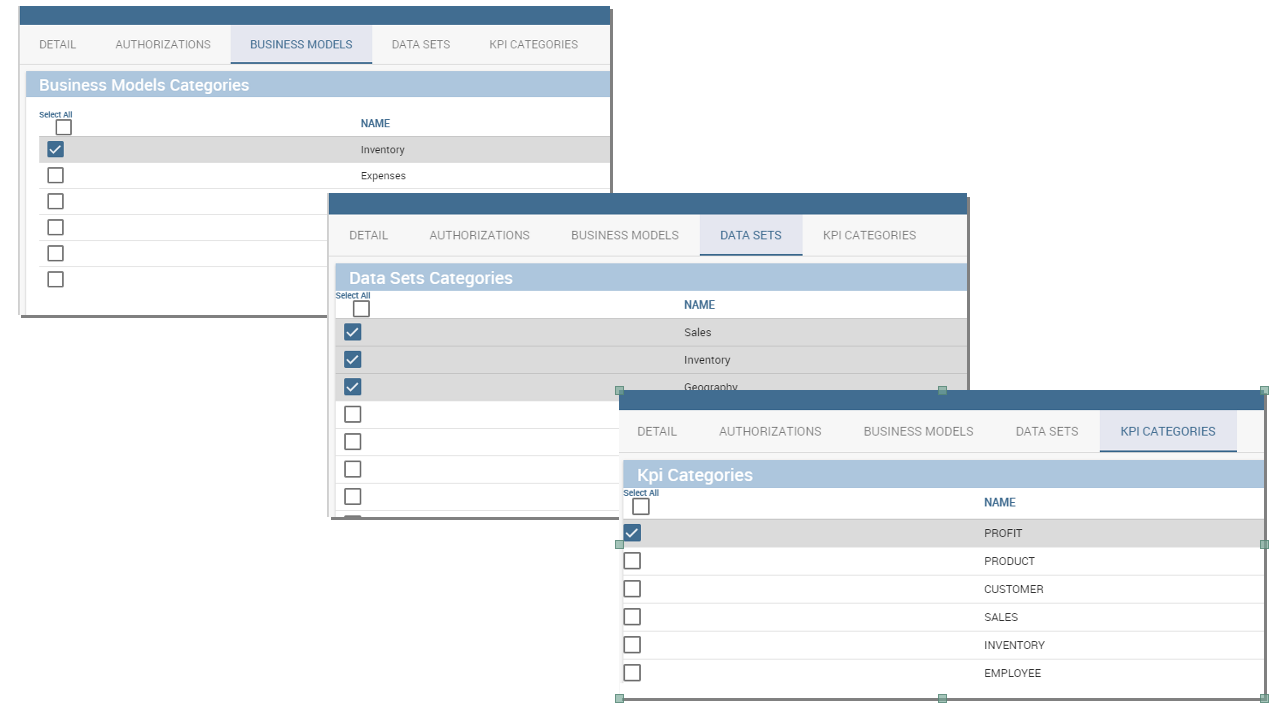 DETAIL AUTHORIZATIONS BUSINESS MODELS DATA SETS KPI CATEGORIES
Business Models Categories
Select All
NAME
Inventory
Expenses
DETAIL AUTHORIZATIONS BUSINESS MODELS DATA SETS KPI CATEGORIES
Data Sets Categories
Select All
NAME
Sales
Inventory
Geography
DETAIL AUTHORIZATIONS BUSINESS MODELS DATA SETS KPI CATEGORIES
Kpi Categories
Select All
NAME
PROFIT
PRODUCT
CUSTOMER
SALES
INVENTORY
EMPLOYEE